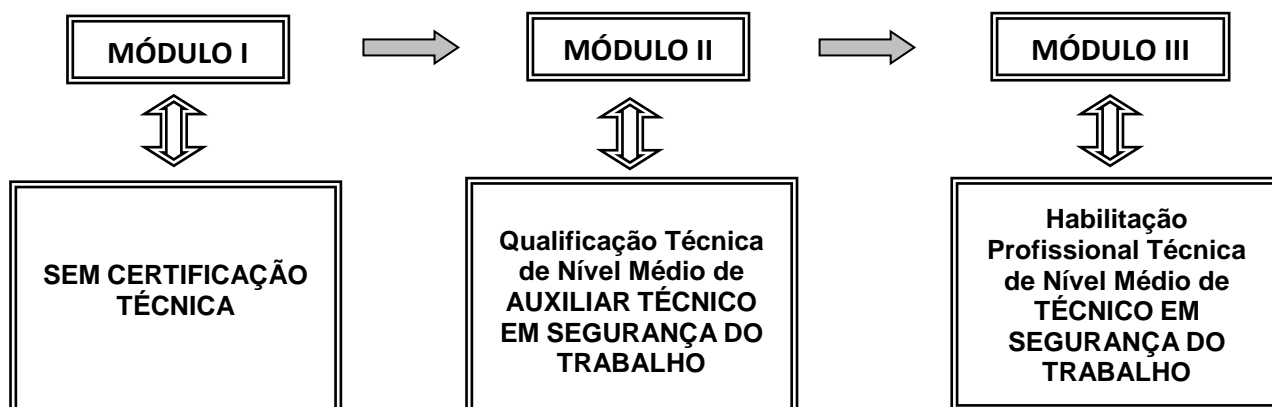 MÓDULO I
MÓDULO II
MÓDULO III
SEM CERTIFICAÇÃO
TÉCNICA
Qualificação Técnica
de Nível Médio de
AUXILIAR TÉCNICO
EM SEGURANÇA DO
TRABALHO
Habilitação
Profissional Técnica
de Nível Médio de
TÉCNICO EM
SEGURANÇA DO
TRABALHO